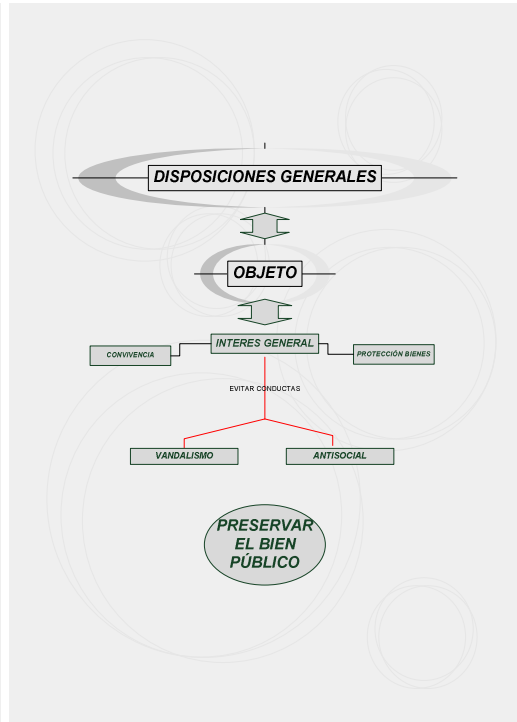 DISPOSICIONES GENERALES
OBJETO
INTERES GENERAL
CONVIVENCIA
PROTECCIÓN BIENES
EVITAR CONDUCTAS
VANDALISMO
ANTISOCIAL
PRESERVAR
EL BIEN
PÚBLICO